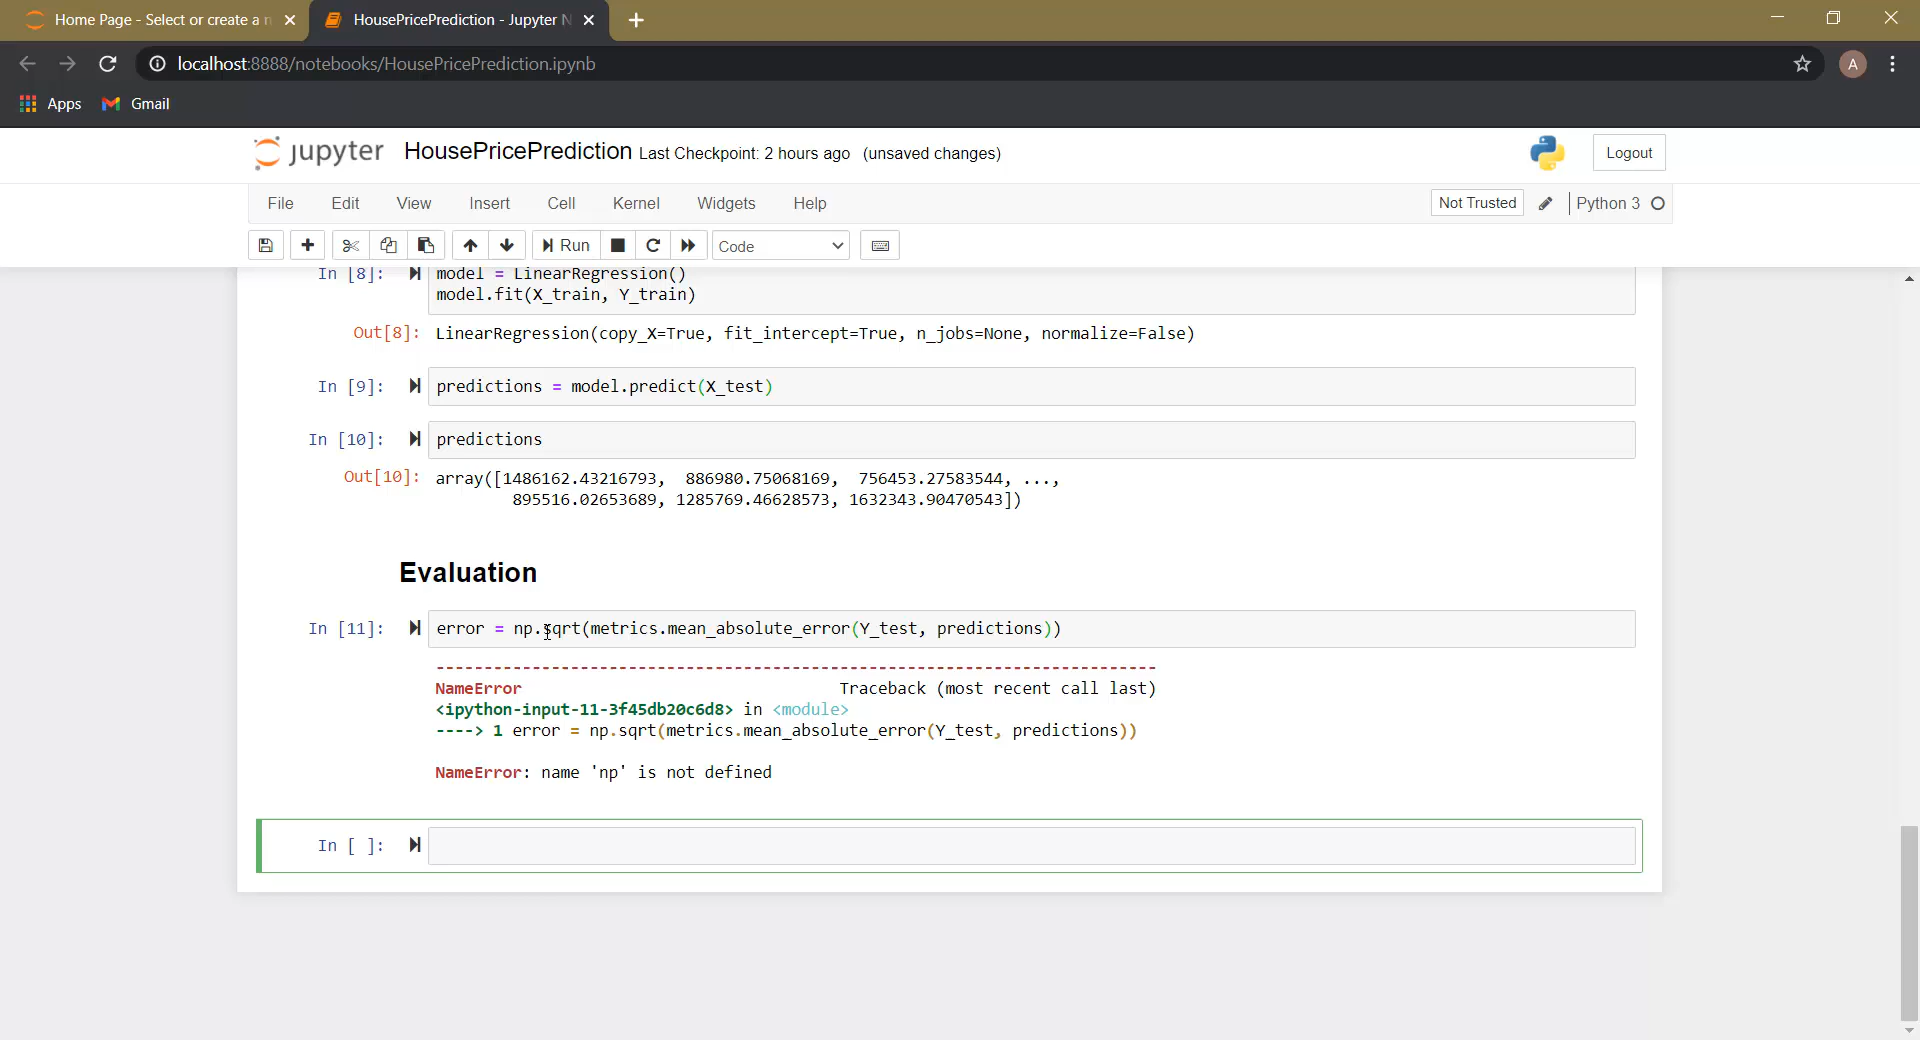 Home Page - Select or create a n
HousePricePrediction - Jupyter N
localhost:8888/notebooks/HousePricePrediction.ipynb
A
Apps
Gmail
jupyter HousePricePrediction Last Checkpoint: 2 hours ago (unsaved changes)
Logout
File Edit View Insert Cell Kernel Widgets Help
Not Trusted
Python 3
Run
Code
In [8]: model = LinearRegression()
model.fit(X_train, Y_train)
Out[8]: LinearRegression(copy_X=True, fit_intercept=True, n_jobs=None, normalize=False)
In [9]: predictions = model.predict(X_test)
In [10]: predictions
Out[10]: array([1486162.43216793, 886980.75068169, 756453.27583544, ...,
895516.02653689, 1285769.46628573, 1632343.90470543])
Evaluation
In [11]: error = np.sqrt(metrics.mean_absolute_error(Y_test, predictions))
---------------------------------------------------------------------------
NameError Traceback (most recent call last)
<ipython-input-11-3f45db20c6d8> in <module>
----> 1 error = np.sqrt(metrics.mean_absolute_error(Y_test, predictions))
NameError: name 'np' is not defined
In [ ]: